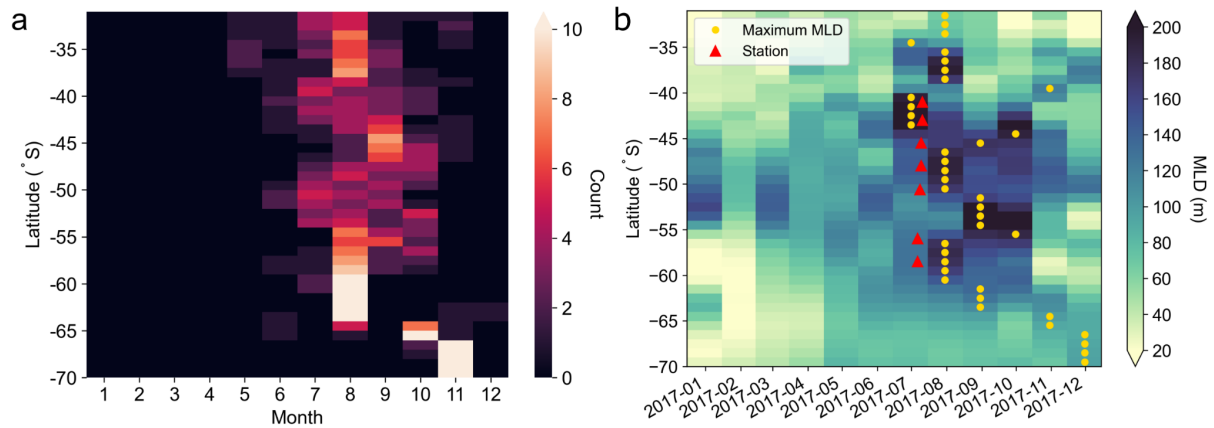 a
Latitude (°S)
−35
−40
−45
−50
−55
−60
−65
−70
1 2 3 4 5 6 7 8 9 10 11 12
Month
10
8
6
4
2
0
Count
b
Maximum MLD
Station
Latitude (°S)
−35
−40
−45
−50
−55
−60
−65
−70
2017-01 2017-02 2017-03 2017-04 2017-05 2017-06 2017-07 2017-08 2017-09 2017-10 2017-11 2017-12
200
180
160
140
120
100
80
60
40
20
MLD (m)